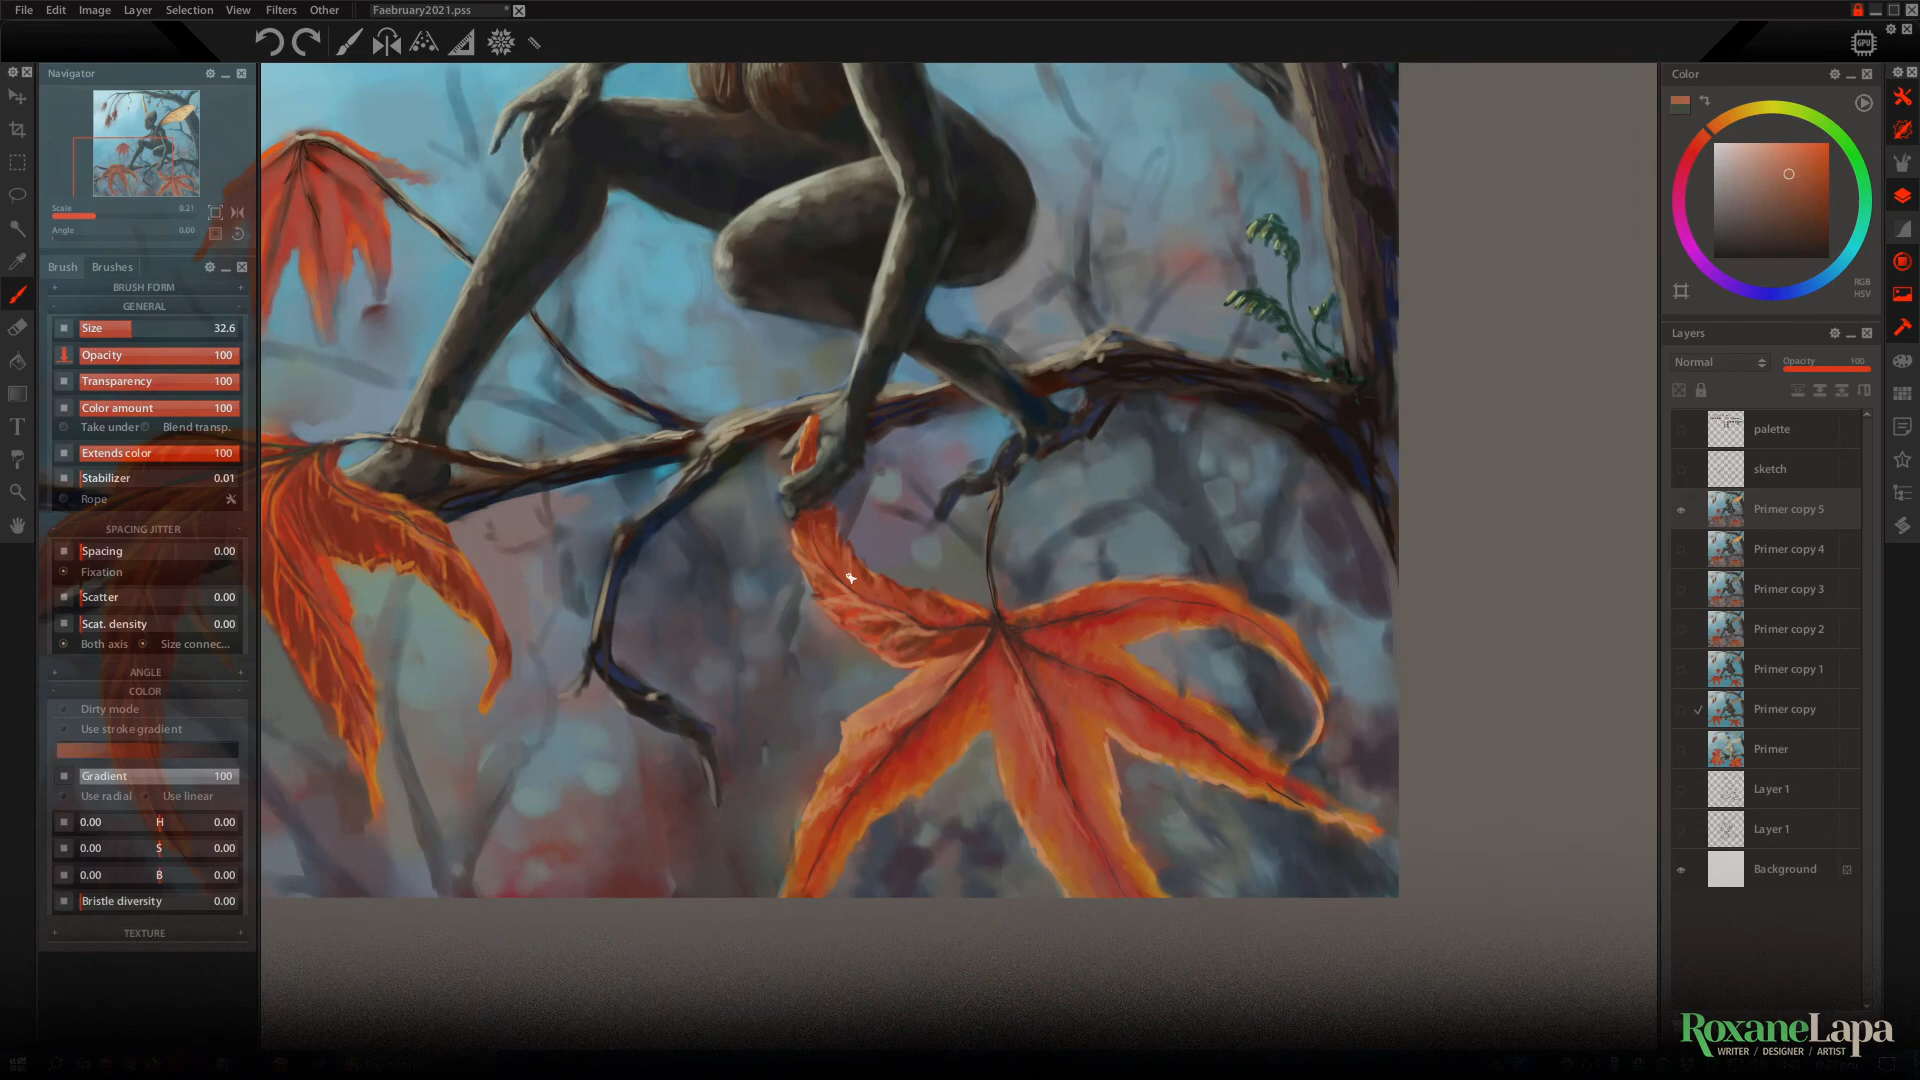 File Edit Image Layer Selection View Filters Other Faebruary2021.pss *
GPU
Navigator
Scale 0.21
Angle 0.00
Brush Brushes
+ BRUSH FORM +
- GENERAL -
Size 32.6
Opacity 100
Transparency 100
Color amount 100
Take under Blend transp.
Extends color 100
Stabilizer 0.01
Rope
SPACING JITTER -
Spacing 0.00
Fixation
Scatter 0.00
Scat. density 0.00
Both axis Size connec...
+ ANGLE +
- COLOR -
Dirty mode
Use stroke gradient
Gradient 100
Use radial Use linear
0.00 H 0.00
0.00 S 0.00
0.00 B 0.00
Bristle diversity 0.00
+ TEXTURE +
Color
RGB
HSV
Layers
Normal Opacity 100
palette
sketch
Primer copy 5
Primer copy 4
Primer copy 3
Primer copy 2
Primer copy 1
Primer copy
Primer
Layer 1
Layer 1
Background
RoxaneLapa
WRITER / DESIGNER / ARTIST